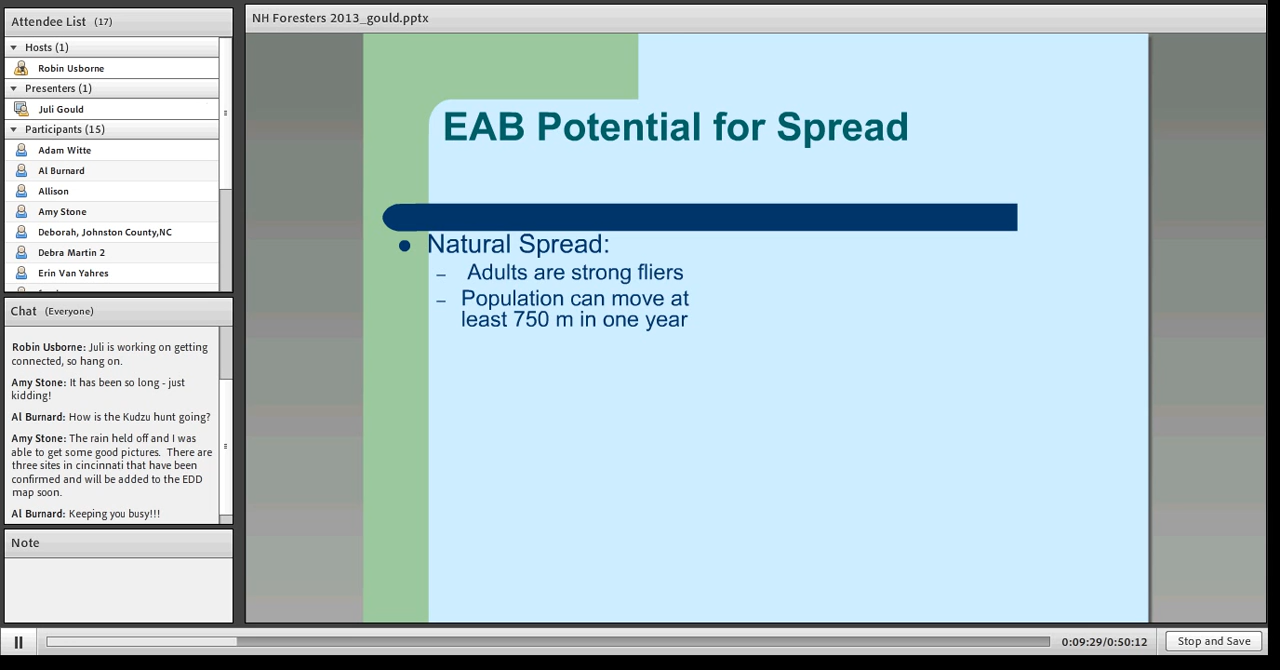 Attendee List (17)
Hosts (1)
Robin Usborne
Presenters (1)
Juli Gould
Participants (15)
Adam Witte
Al Burnard
Allison
Amy Stone
Deborah, Johnston County,NC
Debra Martin 2
Erin Van Yahres
Chat (Everyone)
Robin Usborne: Juli is working on getting
connected, so hang on.
Amy Stone: It has been so long - just
kidding!
Al Burnard: How is the Kudzu hunt going?
Amy Stone: The rain held off and I was
able to get some good pictures. There are
three sites in cincinnati that have been
confirmed and will be added to the EDD
map soon.
Al Burnard: Keeping you busy!!!
Note
NH Foresters 2013_gould.pptx
EAB Potential for Spread
● Natural Spread:
– Adults are strong fliers
– Population can move at
least 750 m in one year
0:09:29/0:50:12
Stop and Save